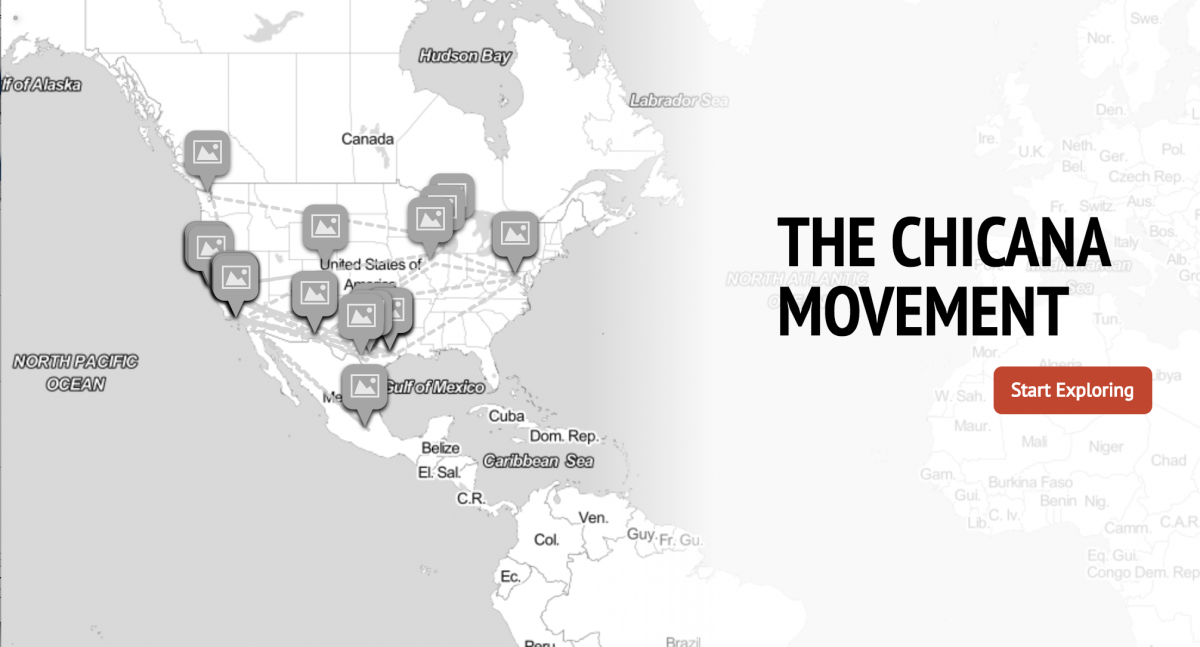 Swe.
Nor.
Hudson Bay
lf of Alaska
Labrador Sea
Den.
Canada
Ire.
U.K.
Neth.
Bel.
Ger.
Pol.
Czech Rep.
Fr.
Switz.
Aus.
THE CHICANA
MOVEMENT
Bos.
Italy
Alb.
United States of
America
NORTH ATLANTIC
Mediterranean
Sea
Gr
Tun.
NORTH PACIFIC
OCEAN
Mor.
Algeria
ibya
Start Exploring
Gulf of Mexico
Me
W. Sah.
Cuba
Maur.
Dom. Rep.
Mali
Niger
Belize
Caribbean Sea
Chad
El. Sal.
Gam.
Burkina Faso
C.R.
Gui.
Benin
Nig.
Ven.
Lib.
C. Iv.
Camm.
C.A.R
Col.
Guy.
Fr. Gu.
Eq. Gui.
Congo
Dem. Rep
Ec.
Peru
Brazil